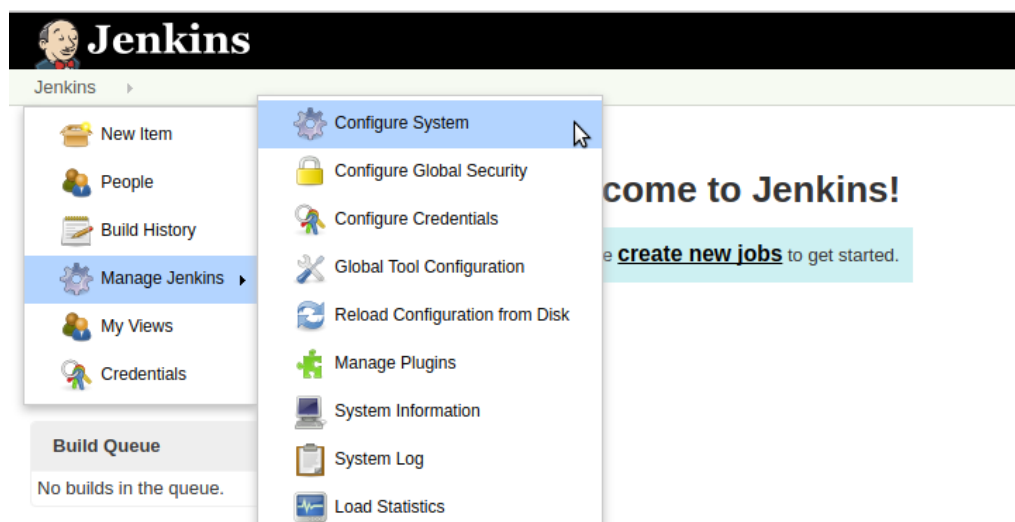 Jenkins
Jenkins
New Item
People
Build History
Manage Jenkins
My Views
Credentials
Configure System
Configure Global Security
Configure Credentials
Global Tool Configuration
Reload Configuration from Disk
Manage Plugins
System Information
System Log
Load Statistics
come to Jenkins!
e create new jobs to get started.
Build Queue
No builds in the queue.